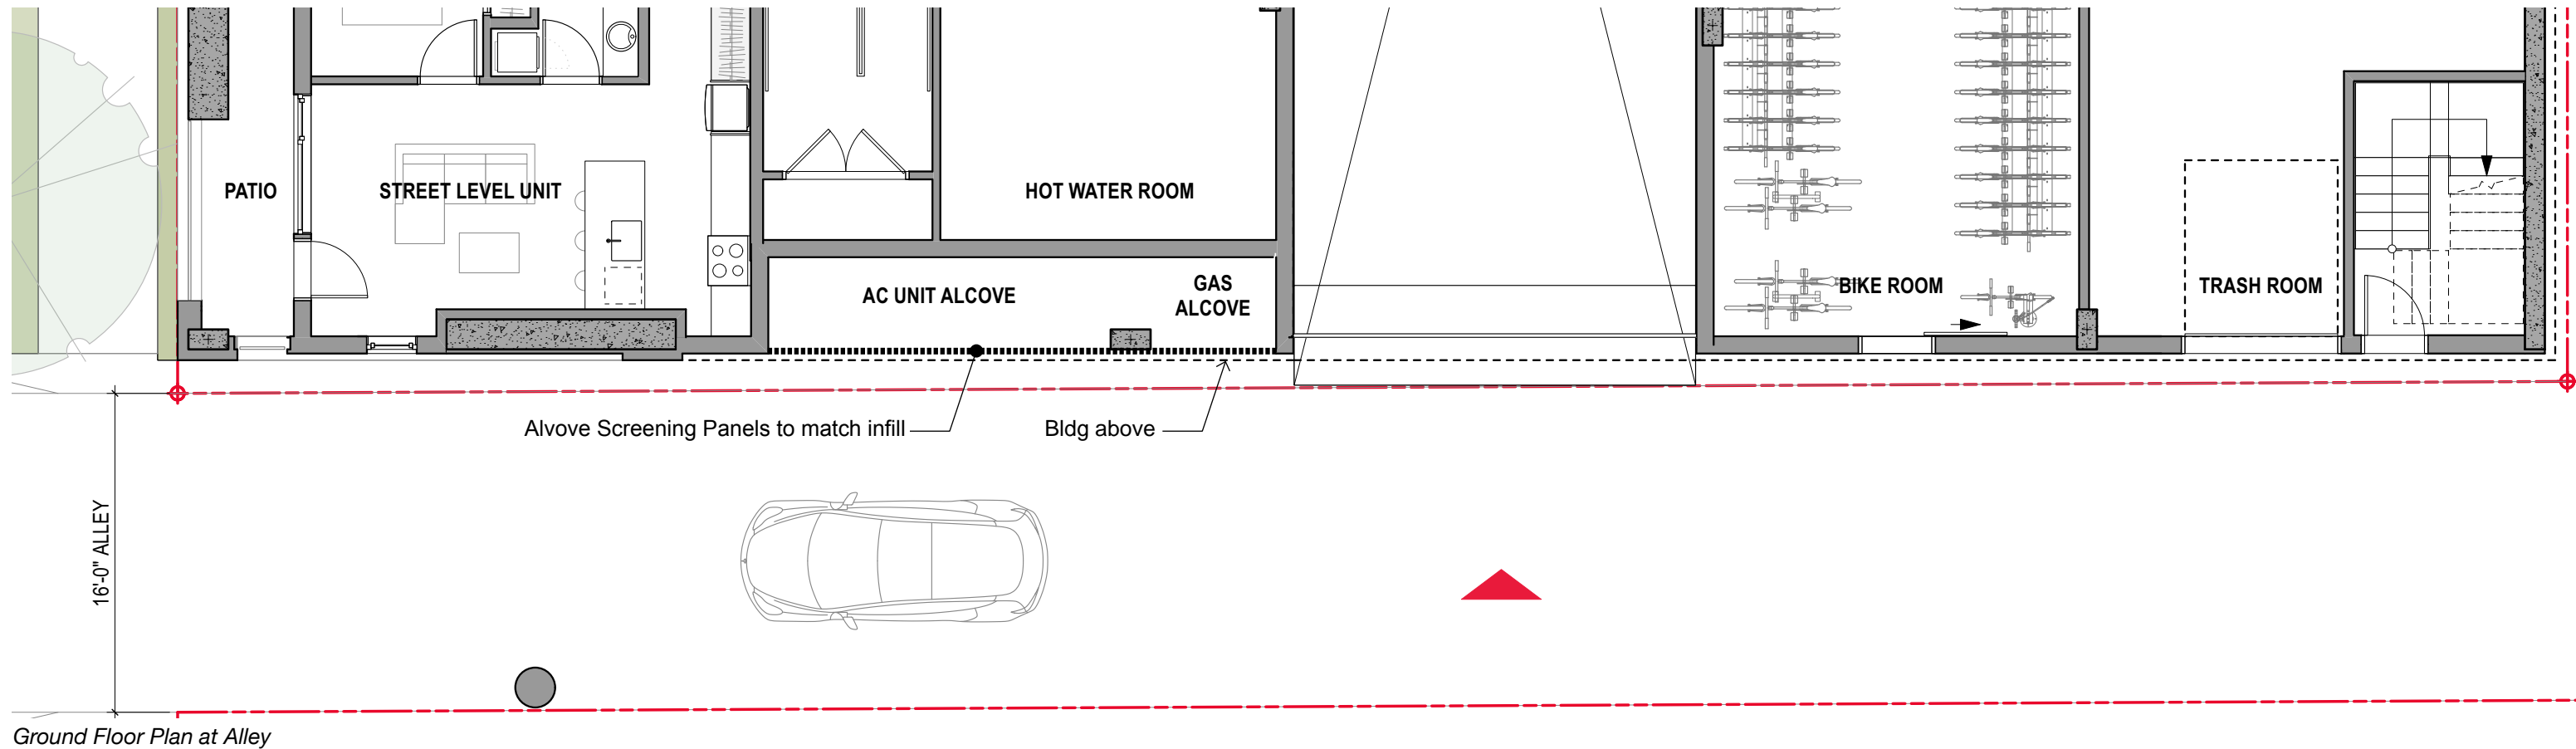 PATIO
STREET LEVEL UNIT
HOT WATER ROOM
AC UNIT ALCOVE
GAS
ALCOVE
BIKE ROOM
TRASH ROOM
Alvove Screening Panels to match infill
Bldg above
16'-0" ALLEY
Ground Floor Plan at Alley